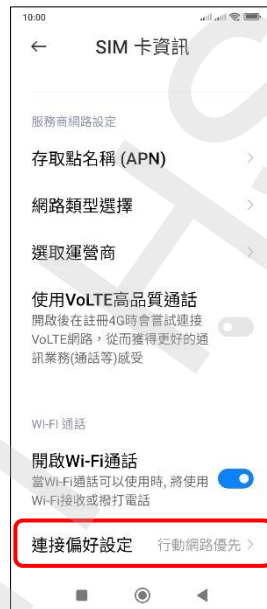 10:00
SIM 卡資訊
服務商網路設定
存取點名稱 (APN)
網路類型選擇
選取運營商
使用VoLTE高品質通話
開啟後在註冊4G時會嘗試連接
VoLTE網路，從而獲得更好的通
訊業務(通話等)感受
WI-FI 通話
開啟Wi-Fi通話
當Wi-Fi通話可以使用時, 將使用
Wi-Fi接收或撥打電話
連接偏好設定 行動網路優先